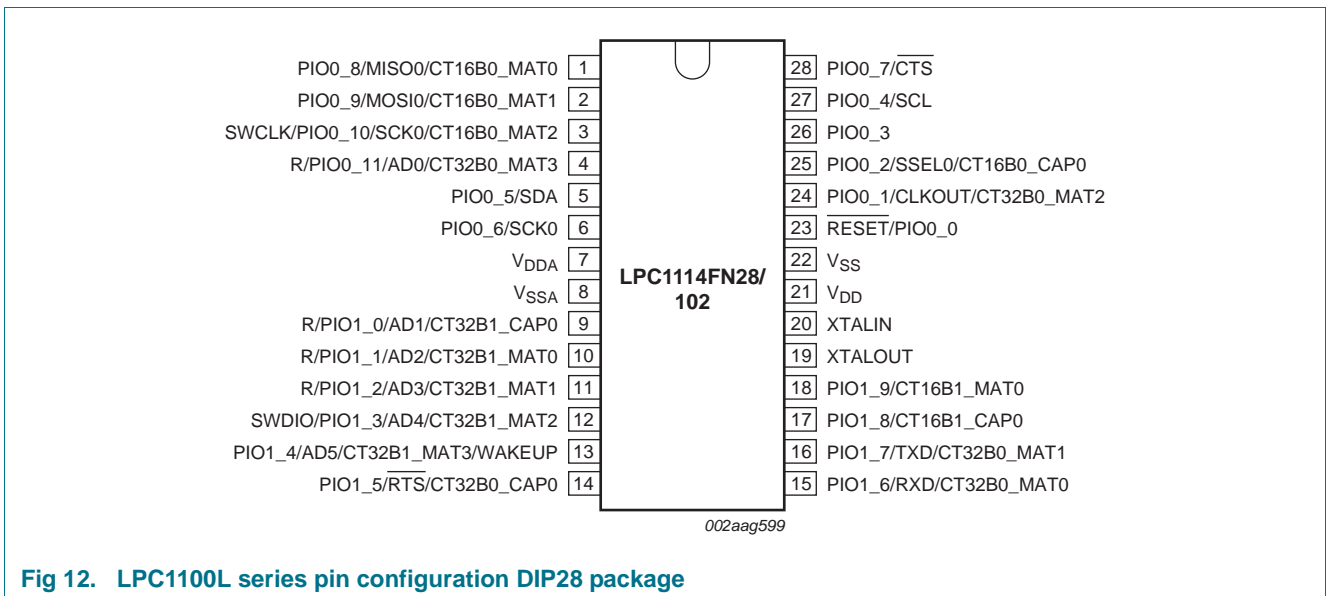 PIO0_8/MISO0/CT16B0_MAT0 1
PIO0_9/MOSI0/CT16B0_MAT1 2
SWCLK/PIO0_10/SCK0/CT16B0_MAT2 3
R/PIO0_11/AD0/CT32B0_MAT3 4
PIO0_5/SDA 5
PIO0_6/SCK0 6
VDDA 7
VSSA 8
R/PIO1_0/AD1/CT32B1_CAP0 9
R/PIO1_1/AD2/CT32B1_MAT0 10
R/PIO1_2/AD3/CT32B1_MAT1 11
SWDIO/PIO1_3/AD4/CT32B1_MAT2 12
PIO1_4/AD5/CT32B1_MAT3/WAKEUP 13
PIO1_5/RTS/CT32B0_CAP0 14
LPC1114FN28/
102
28 PIO0_7/CTS
27 PIO0_4/SCL
26 PIO0_3
25 PIO0_2/SSEL0/CT16B0_CAP0
24 PIO0_1/CLKOUT/CT32B0_MAT2
23 RESET/PIO0_0
22 VSS
21 VDD
20 XTALIN
19 XTALOUT
18 PIO1_9/CT16B1_MAT0
17 PIO1_8/CT16B1_CAP0
16 PIO1_7/TXD/CT32B0_MAT1
15 PIO1_6/RXD/CT32B0_MAT0
002aag599
Fig 12. LPC1100L series pin configuration DIP28 package